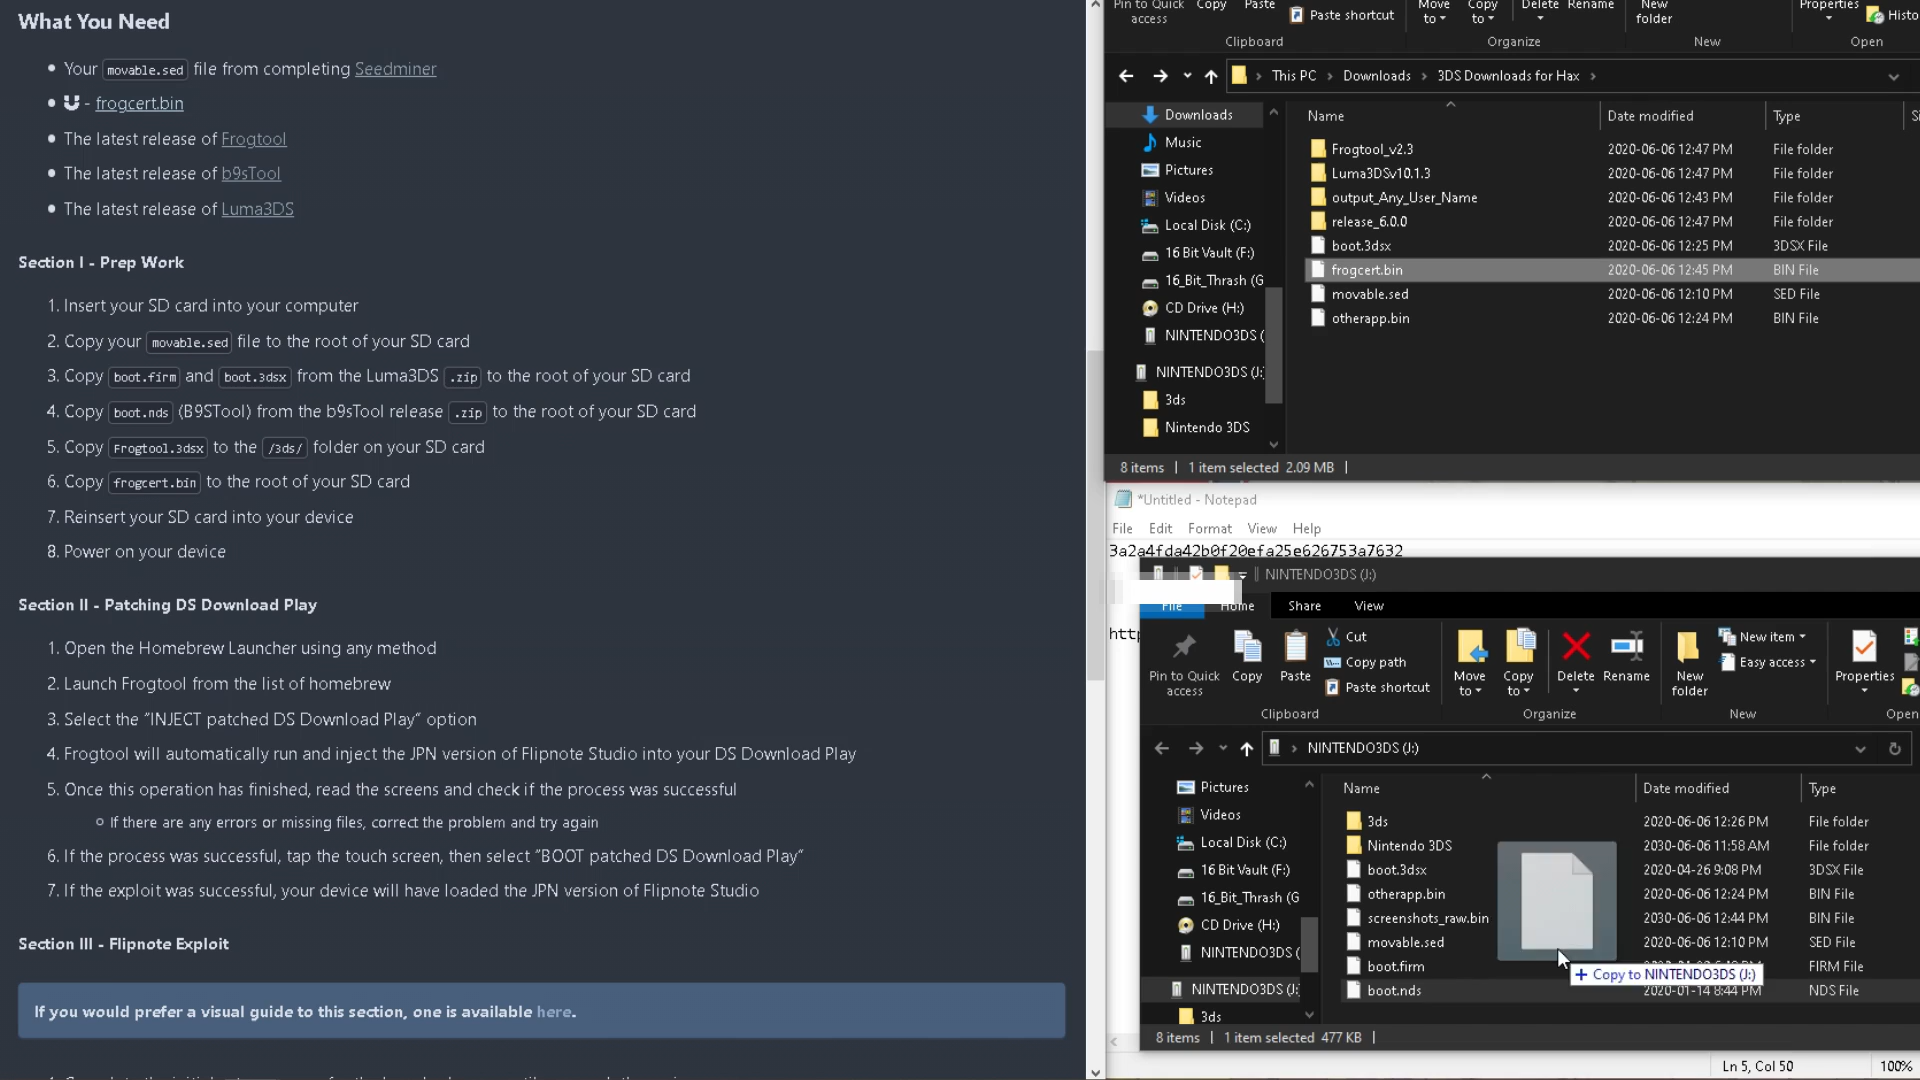 What You Need
Your movable.sed file from completing Seedminer
- frogcert.bin
The latest release of Frogtool
The latest release of b9sTool
The latest release of Luma3DS
Section I - Prep Work
1. Insert your SD card into your computer
2. Copy your movable.sed file to the root of your SD card
3. Copy boot.firm and boot.3dsx from the Luma3DS .zip to the root of your SD card
4. Copy boot.nds (B9STool) from the b9sTool release .zip to the root of your SD card
5. Copy Frogtool.3dsx to the /3ds/ folder on your SD card
6. Copy frogcert.bin to the root of your SD card
7. Reinsert your SD card into your device
8. Power on your device
Section II - Patching DS Download Play
1. Open the Homebrew Launcher using any method
2. Launch Frogtool from the list of homebrew
3. Select the “INJECT patched DS Download Play” option
4. Frogtool will automatically run and inject the JPN version of Flipnote Studio into your DS Download Play
5. Once this operation has finished, read the screens and check if the process was successful
If there are any errors or missing files, correct the problem and try again
6. If the process was successful, tap the touch screen, then select “BOOT patched DS Download Play”
7. If the exploit was successful, your device will have loaded the JPN version of Flipnote Studio
Section III - Flipnote Exploit
If you would prefer a visual guide to this section, one is available here.
Pin to Quick access Copy Paste Paste shortcut Move to Copy to Delete Rename New folder Properties Histo
Clipboard Organize New Open
This PC Downloads 3DS Downloads for Hax
Downloads
Music
Pictures
Videos
Local Disk (C:)
16 Bit Vault (F:)
16_Bit_Thrash (G
CD Drive (H:)
NINTENDO3DS (
NINTENDO3DS (J:)
3ds
Nintendo 3DS
Name Date modified Type Si
Frogtool_v2.3 2020-06-06 12:47 PM File folder
Luma3DSv10.1.3 2020-06-06 12:47 PM File folder
output_Any_User_Name 2020-06-06 12:43 PM File folder
release_6.0.0 2020-06-06 12:47 PM File folder
boot.3dsx 2020-06-06 12:25 PM 3DSX File
frogcert.bin 2020-06-06 12:45 PM BIN File
movable.sed 2020-06-06 12:10 PM SED File
otherapp.bin 2020-06-06 12:24 PM BIN File
8 items 1 item selected 2.09 MB
*Untitled - Notepad
File Edit Format View Help
3a2a4fda42b0f20efa25e626753a7632
http
NINTENDO3DS (J:)
File Home Share View
Pin to Quick access Copy Paste Cut Copy path Paste shortcut Move to Copy to Delete Rename New folder New item Easy access Properties
Clipboard Organize New Open
NINTENDO3DS (J:)
Pictures
Videos
Local Disk (C:)
16 Bit Vault (F:)
16_Bit_Thrash (G
CD Drive (H:)
NINTENDO3DS (
NINTENDO3DS (J:
3ds
Name Date modified Type
3ds 2020-06-06 12:26 PM File folder
Nintendo 3DS 2030-06-06 11:58 AM File folder
boot.3dsx 2020-04-26 9:08 PM 3DSX File
otherapp.bin 2020-06-06 12:24 PM BIN File
screenshots_raw.bin 2030-06-06 12:44 PM BIN File
movable.sed 2020-06-06 12:10 PM SED File
boot.firm FIRM File
Copy to NINTENDO3DS (J:)
boot.nds 2020-01-14 8:44 PM NDS File
8 items 1 item selected 477 KB
Ln 5, Col 50 100%